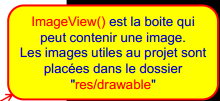 ImageView() est la boite qui
peut contenir une image.
Les images utiles au projet sont
placées dans le dossier
"res/drawable"